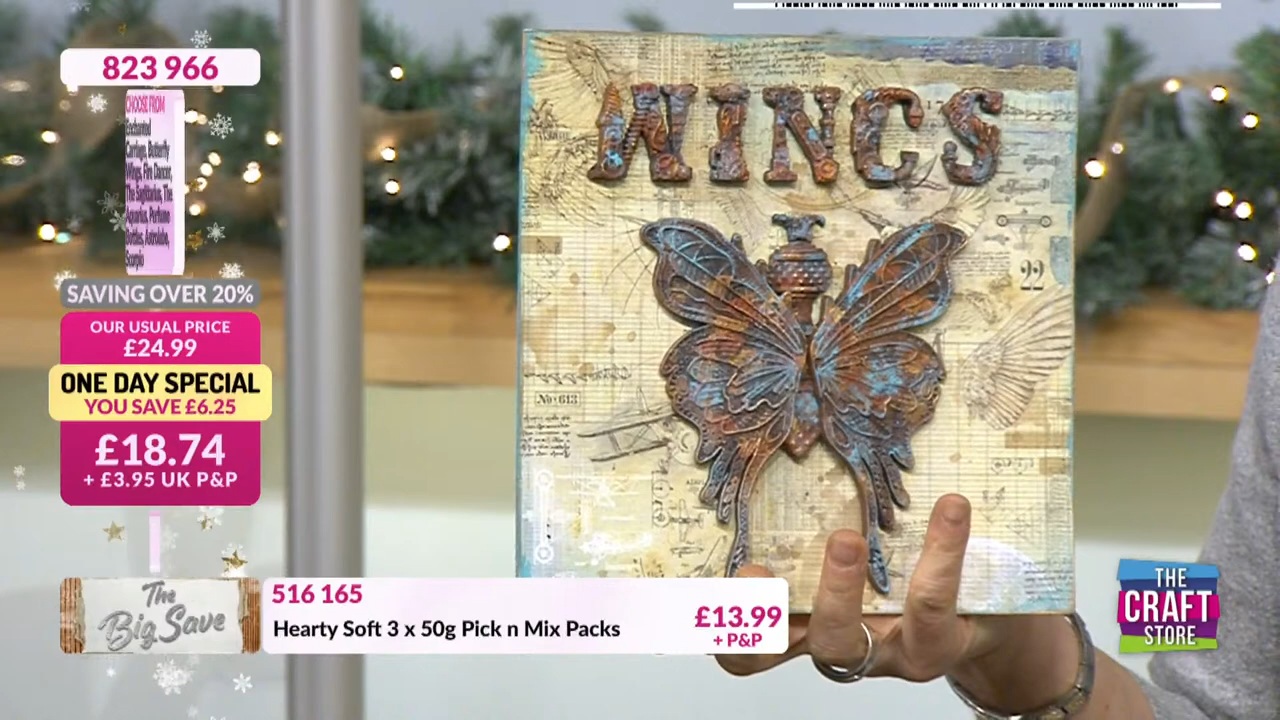 823 966
CHOOSE FROM
Enchanted
Carriage, Butterfly
Wings, Fire Dancer,
The Sagittarius, The
Aquarius, Perfume
Bottles, Astrolabe,
Scorpio
SAVING OVER 20%
OUR USUAL PRICE
£24.99
ONE DAY SPECIAL
YOU SAVE £6.25
£18.74
+ £3.95 UK P&P
The
Big Save
516 165
Hearty Soft 3 x 50g Pick n Mix Packs
£13.99
+ P&P
WINGS
22
No· 613
THE
CRAFT
STORE